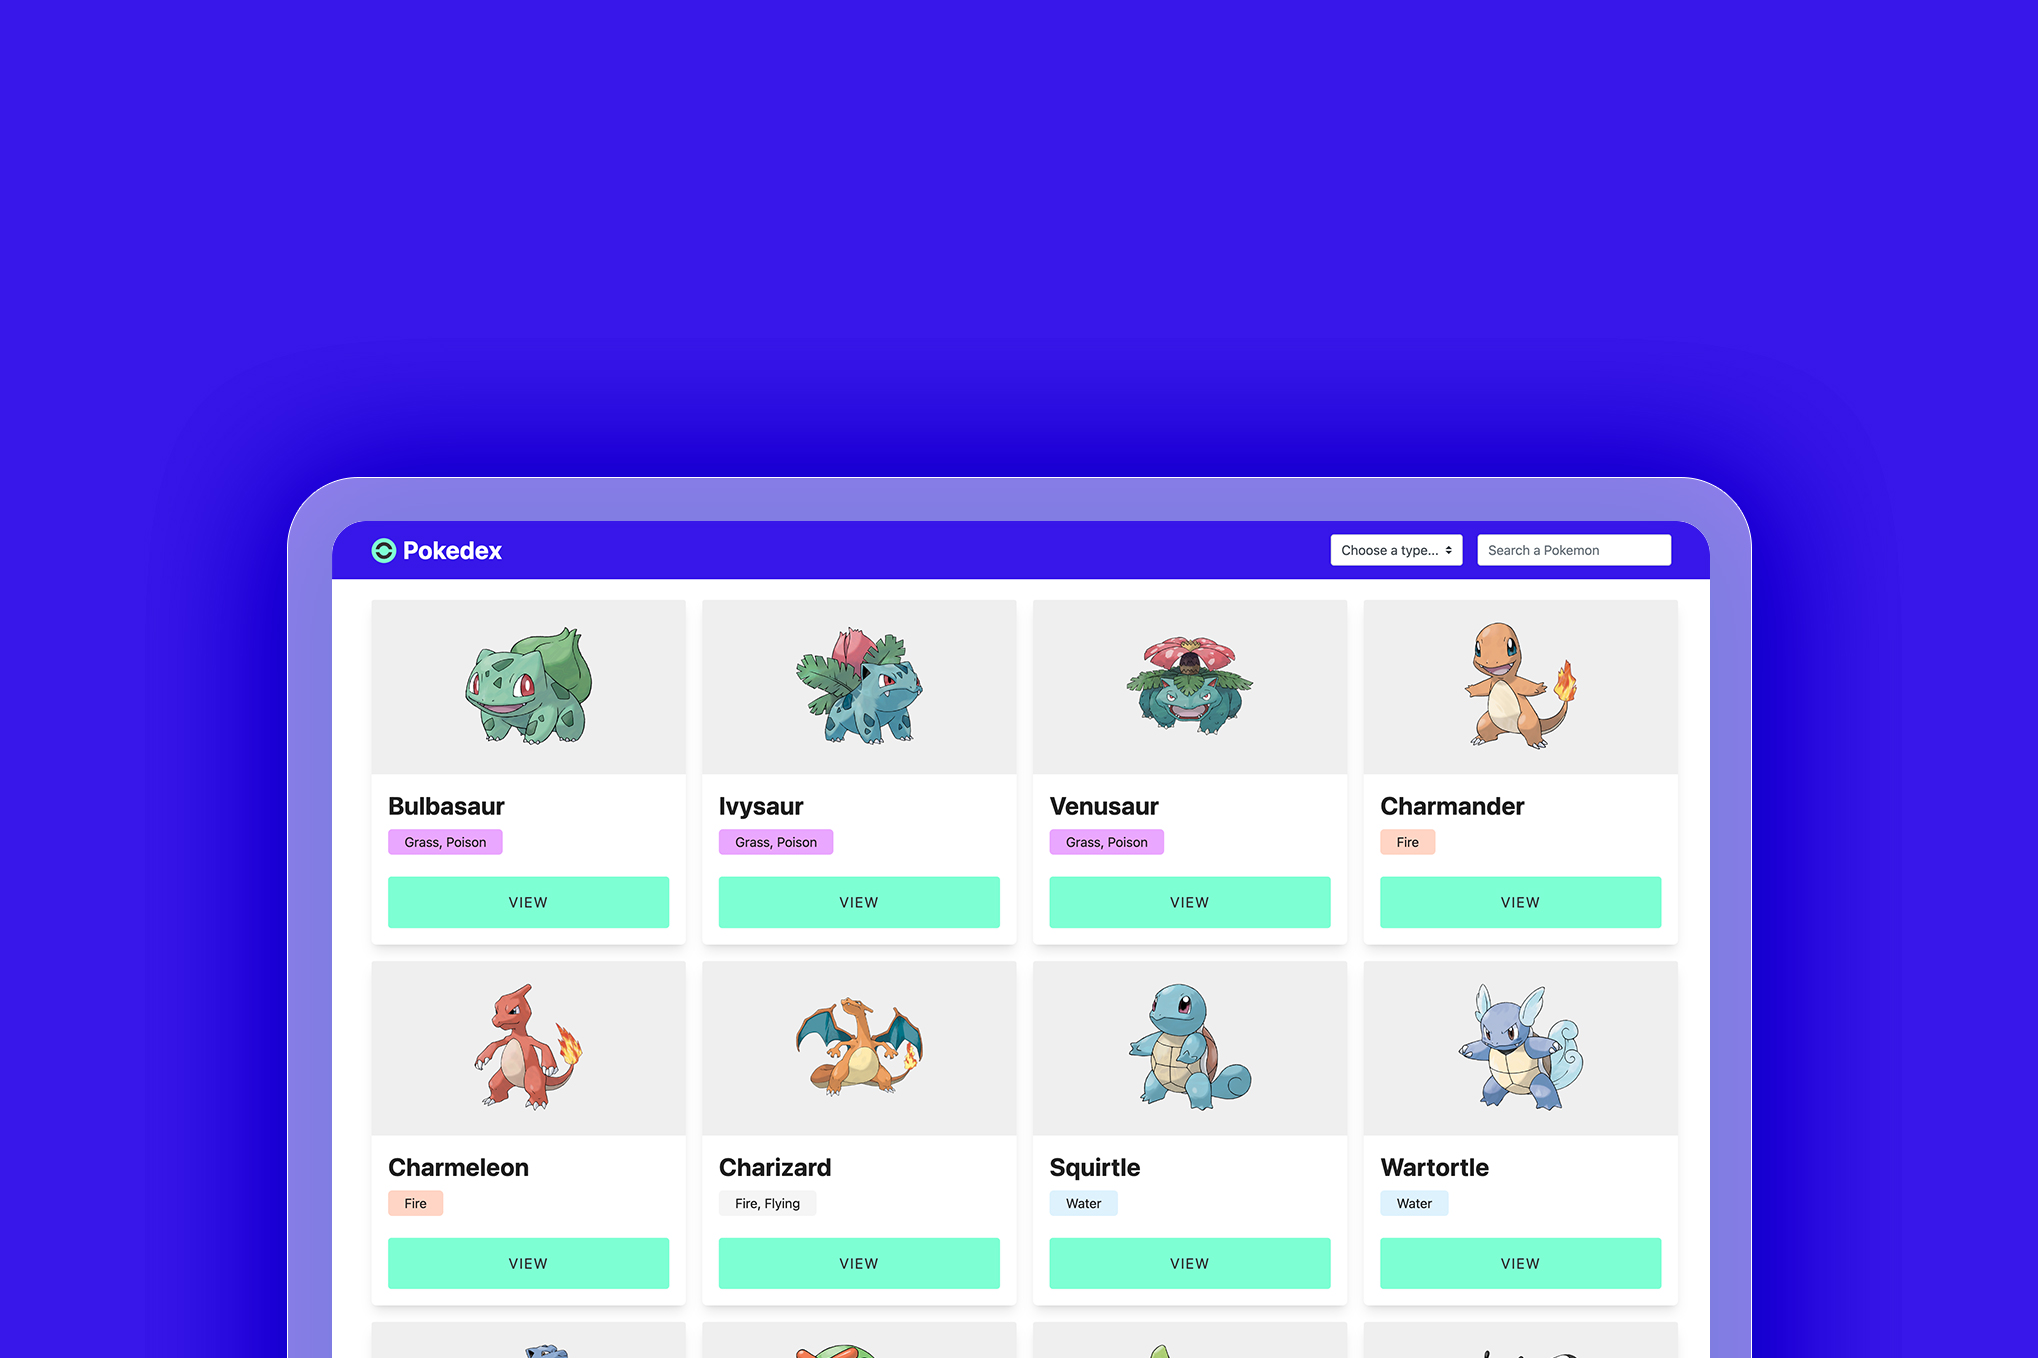 Pokedex
Choose a type...
Search a Pokemon
Bulbasaur
Ivysaur
Venusaur
Charmander
Grass, Poison
Grass, Poison
Grass, Poison
Fire
VIEW
VIEW
VIEW
VIEW
Charmeleon
Charizard
Squirtle
Wartortle
Fire
Fire, Flying
Water
Water
VIEW
VIEW
VIEW
VIEW